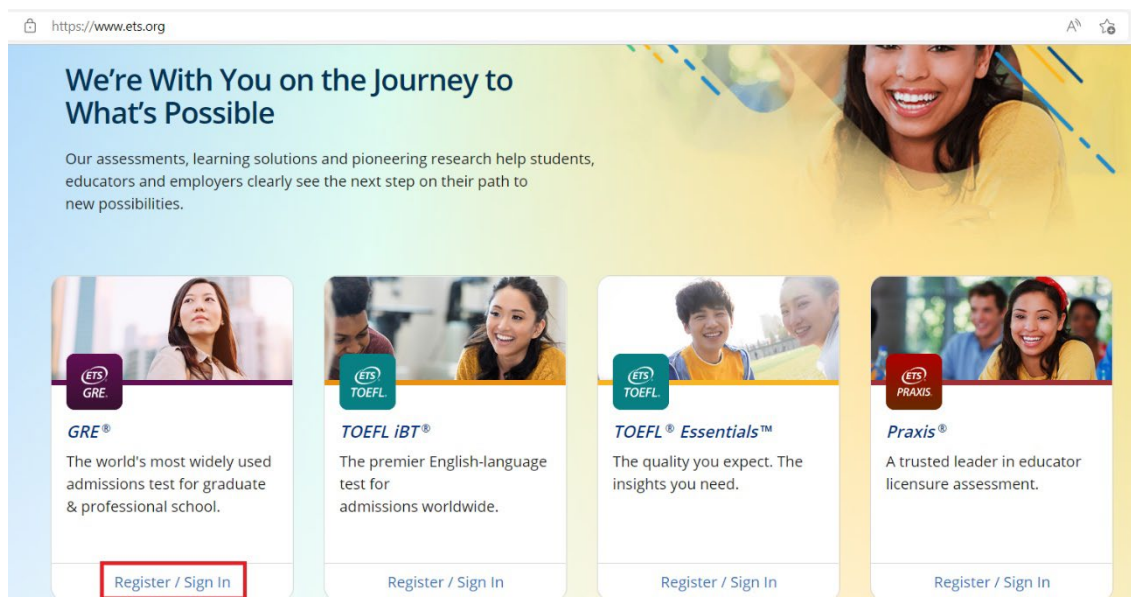 https://www.ets.org
We're With You on the Journey to
What's Possible
Our assessments, learning solutions and pioneering research help students,
educators and employers clearly see the next step on their path to
new possibilities.
ETS
GRE.
GRE®
The world's most widely used
admissions test for graduate
& professional school.
Register / Sign In
ETS
TOEFL.
TOEFL iBT®
The premier English-language
test for
admissions worldwide.
Register / Sign In
ETS
TOEFL.
TOEFL® Essentials™
The quality you expect. The
insights you need.
Register / Sign In
ETS
PRAXIS.
Praxis®
A trusted leader in educator
licensure assessment.
Register / Sign In